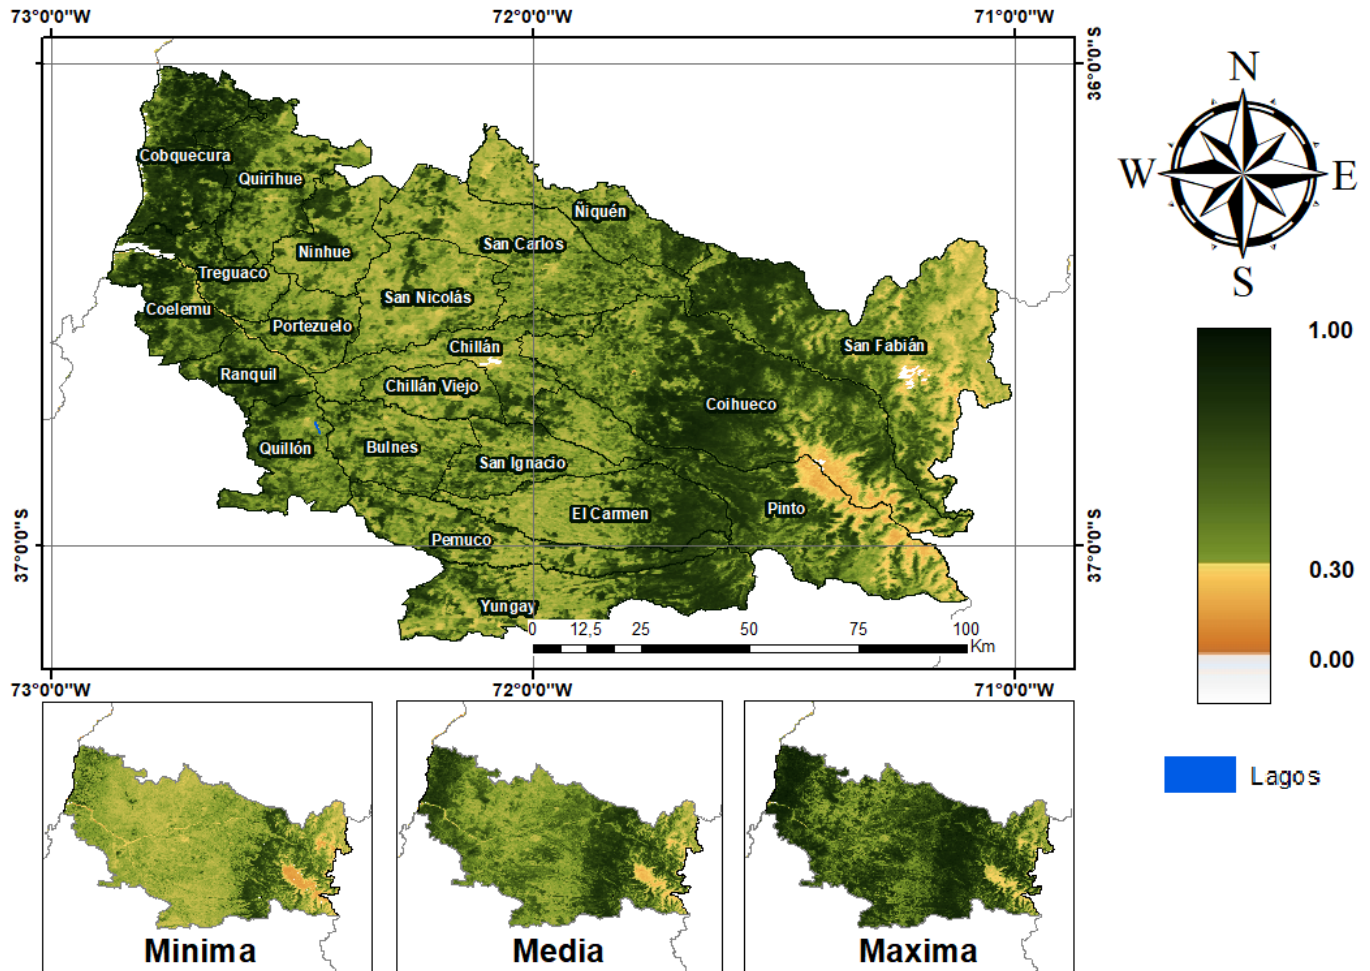 73°0'0"W 72°0'0"W 71°0'0"W
36°0'0"S
N
W E
S
Cobquecura
Quirihue
Ñiquén
San Carlos
Ninhue
Treguaco
San Nicolás
Coelemu
Portezuelo
Chillán
San Fabián
Ranquil
Chillán Viejo
Coihueco
Quillón
Bulnes
San Ignacio
Pinto
El Carmen
Pemuco
Yungay
37°0'0"S
37°0'0"S
0 12,5 25 50 75 100
Km
73°0'0"W 72°0'0"W 71°0'0"W
1.00
0.30
0.00
Lagos
Minima Media Maxima